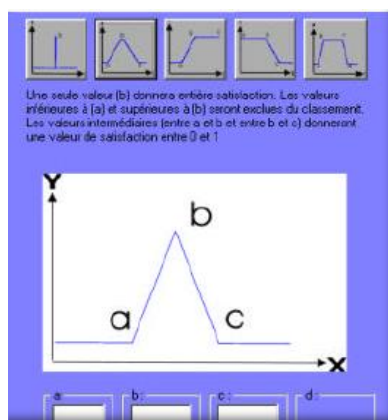 Une seule valeur (b) donnera entière satisfaction. Les valeurs
inférieures à (a) et supérieures à (b) seront exclues du classement.
Les valeurs intermédiaires (entre a et b et entre b et c) donneront
une valeur de satisfaction entre 0 et 1
Y
b
a
c
X
a:
b:
c:
d: